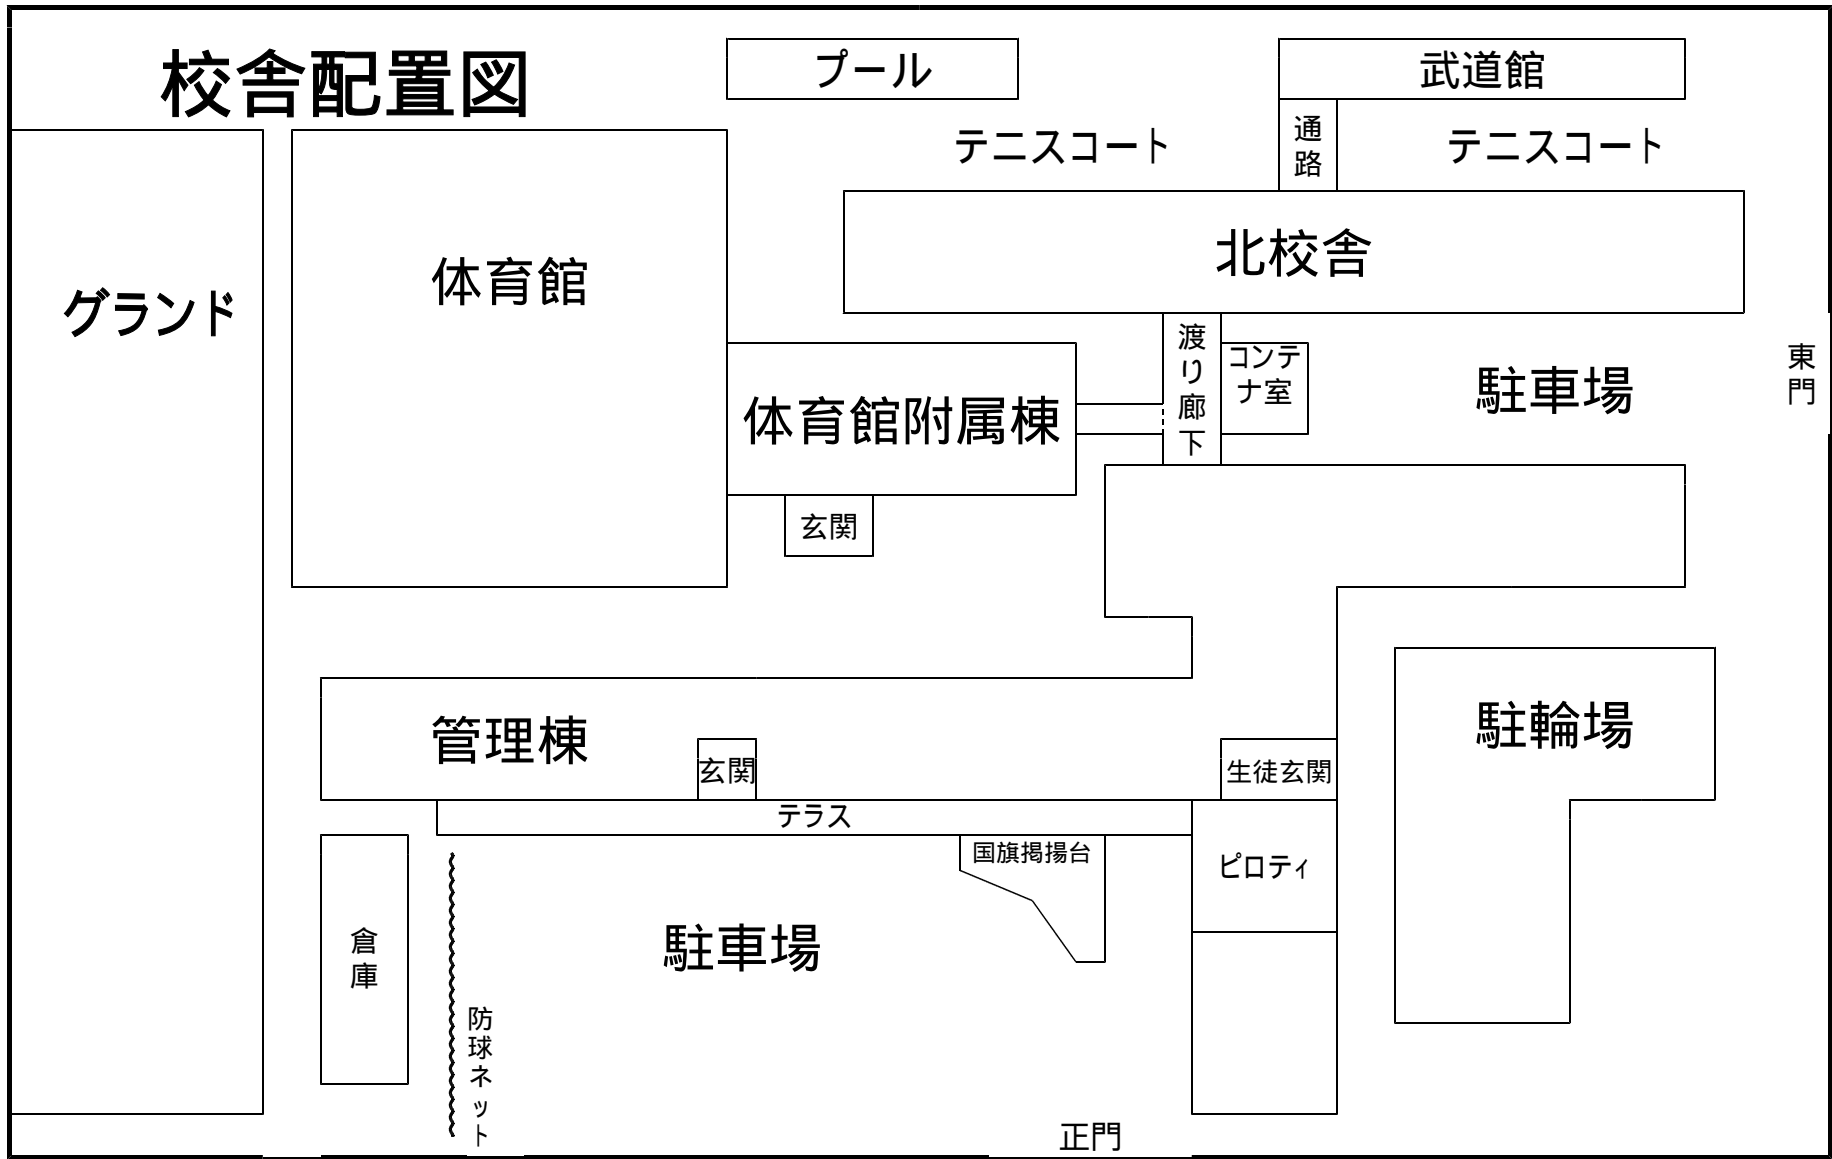 校舎配置図
プール
武道館
テニスコート
通路
テニスコート
北校舎
体育館
グランド
渡り廊下
コンテ
ナ室
駐車場
東門
体育館附属棟
玄関
管理棟
玄関
生徒玄関
駐輪場
テラス
国旗掲揚台
ピロティ
倉庫
駐車場
防球ネット
正門